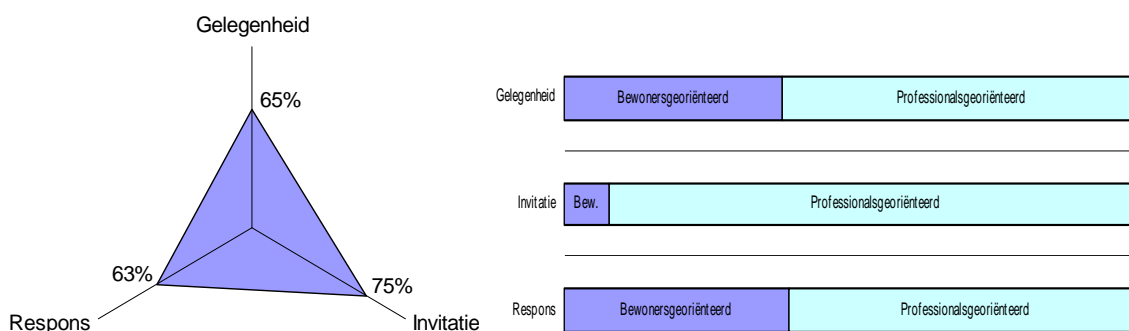 Gelegenheid
65%
63%
75%
Respons
Invitatie
Gelegenheid
Bewonersgeoriënteerd
Professionalsgeoriënteerd
Invitatie
Bew.
Professionalsgeoriënteerd
Respons
Bewonersgeoriënteerd
Professionalsgeoriënteerd